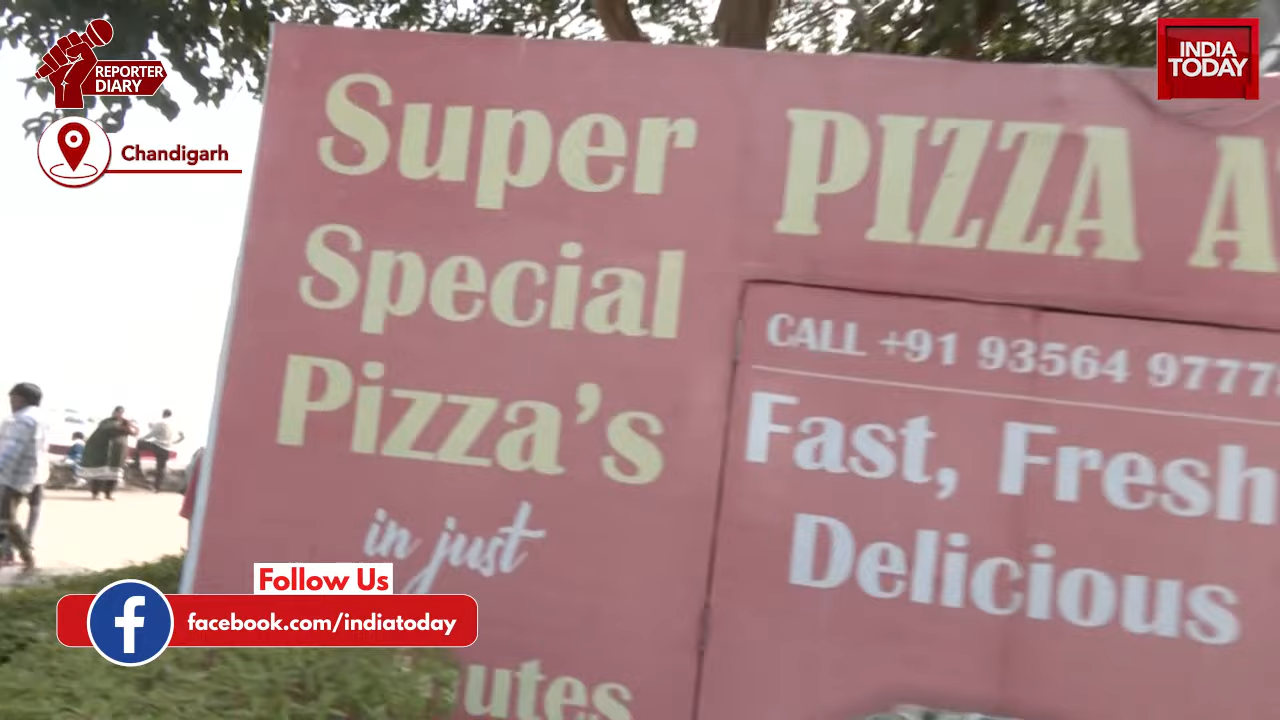 REPORTER
DIARY
Chandigarh
INDIA
TODAY
Super
Special
Pizza's
in just
PIZZA
CALL +91 93564 9777
Fast, Fresh
Delicious
Follow Us
facebook.com/indiatoday